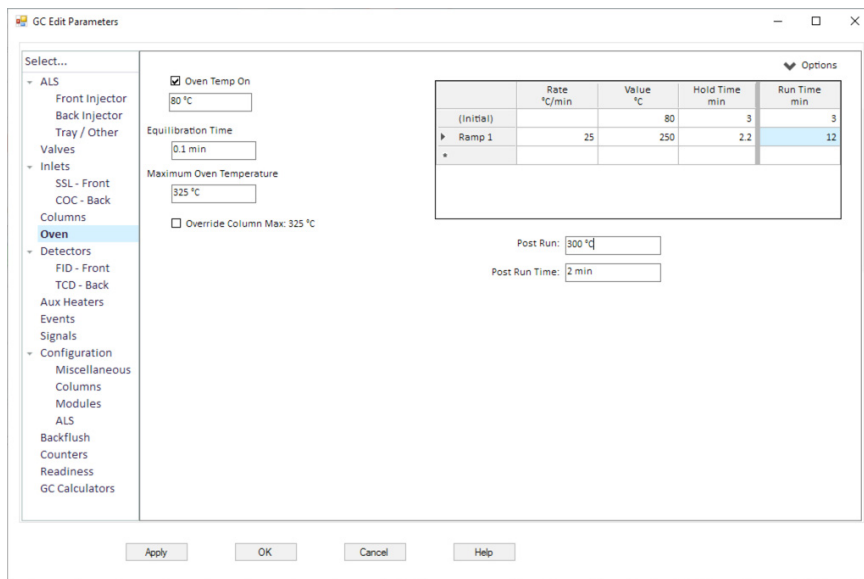 GC Edit Parameters
Select...
ALS
Front Injector
Back Injector
Tray / Other
Valves
Inlets
SSL - Front
COC - Back
Columns
Oven
Detectors
FID - Front
TCD - Back
Aux Heaters
Events
Signals
Configuration
Miscellaneous
Columns
Modules
ALS
Backflush
Counters
Readiness
GC Calculators
Oven Temp On
80 °C
Equilibration Time
0.1 min
Maximum Oven Temperature
325 °C
Override Column Max: 325 °C
Options
Rate °C/min Value °C Hold Time min Run Time min
(Initial) 80 3 3
Ramp 1 25 250 2.2 12
Post Run: 300 °C
Post Run Time: 2 min
Apply OK Cancel Help